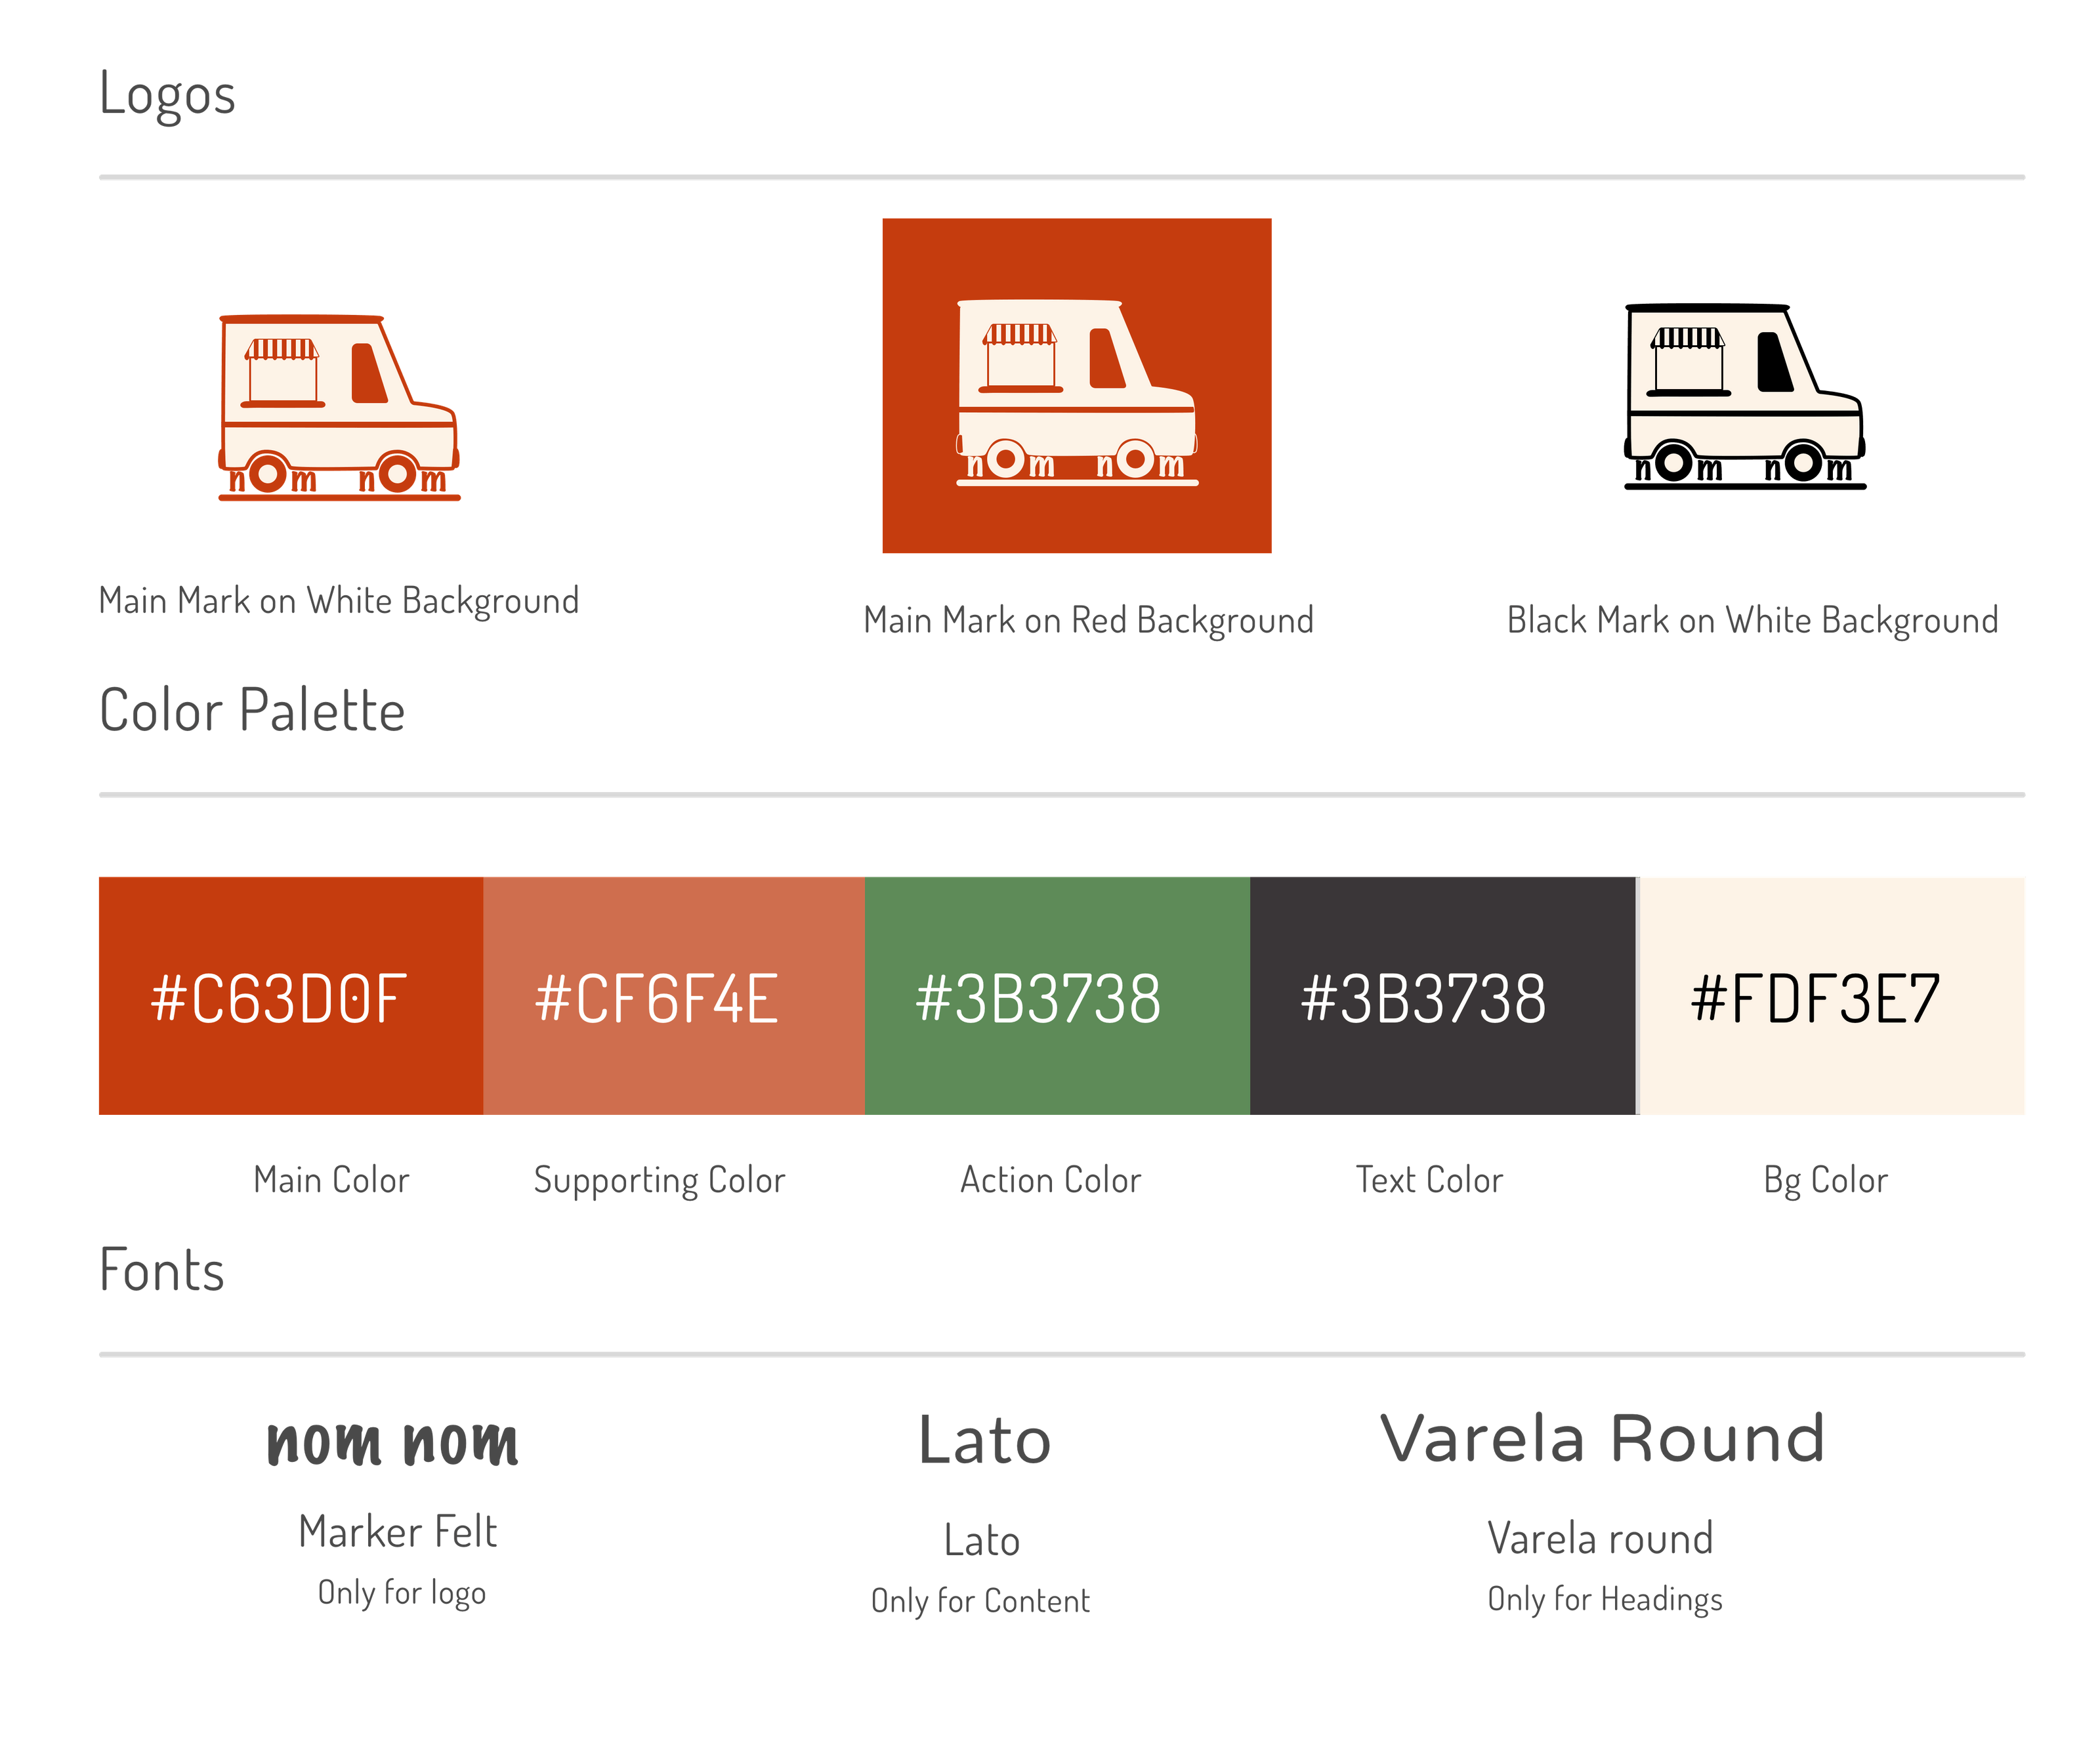 Logos
nom nom
nom nom
nom nom
Main Mark on White Background
Main Mark on Red Background
Black Mark on White Background
Color Palette
#C63D0F
#CF6F4E
#3B3738
#3B3738
#FDF3E7
Main Color
Supporting Color
Action Color
Text Color
Bg Color
Fonts
nom nom
Lato
Varela Round
Marker Felt
Lato
Varela round
Only for logo
Only for Content
Only for Headings